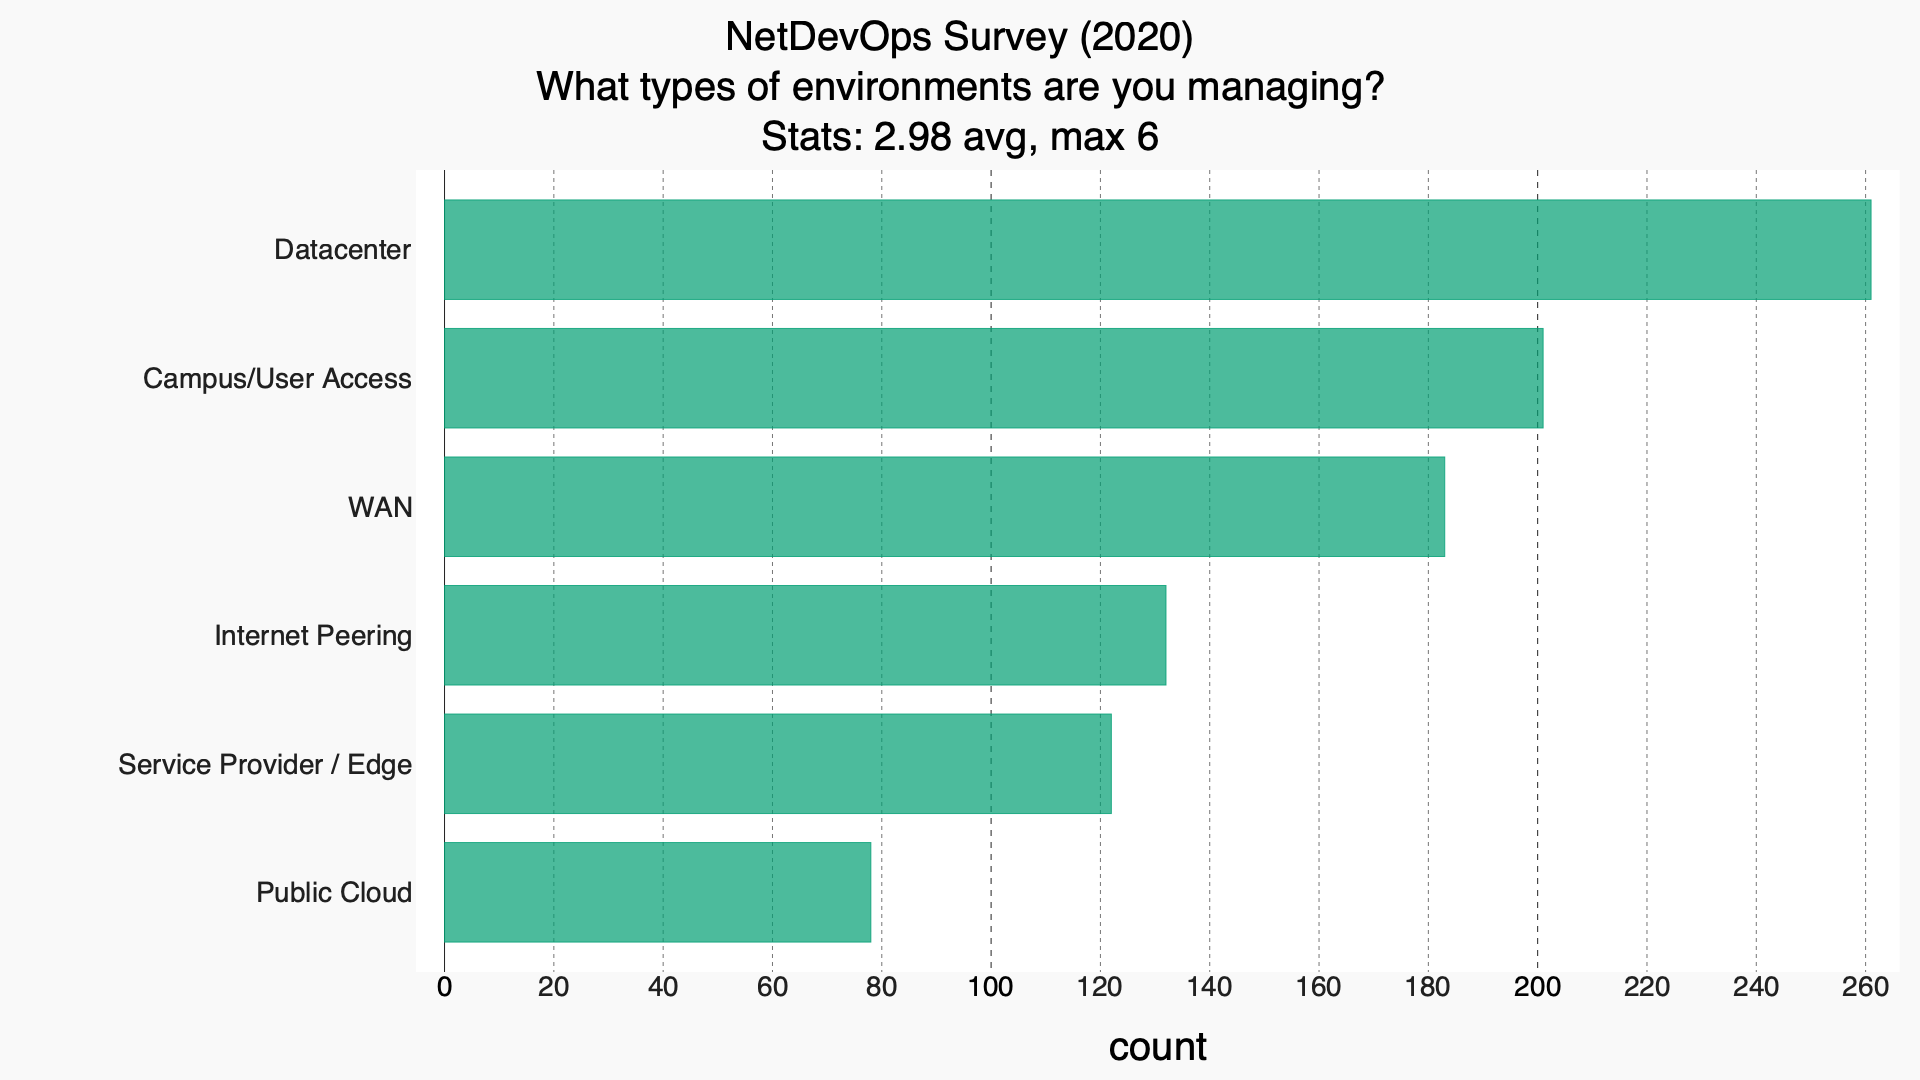 NetDevOps Survey (2020)
What types of environments are you managing?
Stats: 2.98 avg, max 6
Datacenter
Campus/User Access
WAN
Internet Peering
Service Provider / Edge
Public Cloud
0 20 40 60 80 100 120 140 160 180 200 220 240 260
count